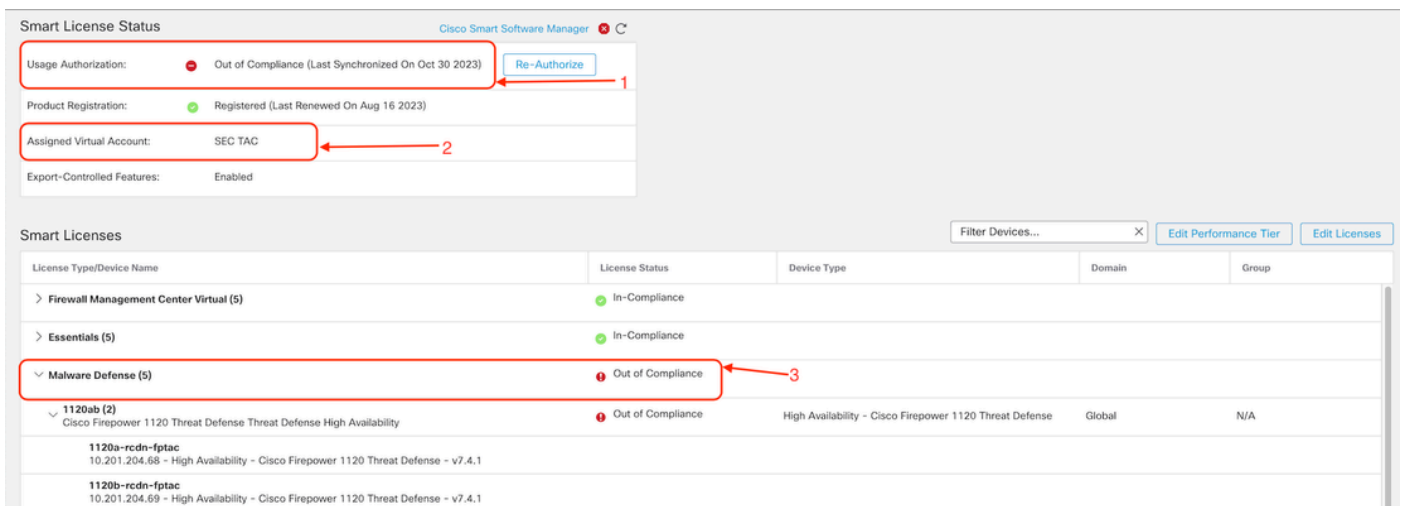 Smart License Status
Cisco Smart Software Manager
Usage Authorization: Out of Compliance (Last Synchronized On Oct 30 2023) Re-Authorize
1
Product Registration: Registered (Last Renewed On Aug 16 2023)
Assigned Virtual Account: SEC TAC
2
Export-Controlled Features: Enabled
Smart Licenses
Filter Devices... X Edit Performance Tier Edit Licenses
License Type/Device Name License Status Device Type Domain Group
Firewall Management Center Virtual (5) In-Compliance
Essentials (5) In-Compliance
Malware Defense (5) Out of Compliance
3
1120ab (2)
Cisco Firepower 1120 Threat Defense Threat Defense High Availability
Out of Compliance High Availability - Cisco Firepower 1120 Threat Defense Global N/A
1120a-rcdn-fptac
10.201.204.68 - High Availability - Cisco Firepower 1120 Threat Defense - v7.4.1
1120b-rcdn-fptac
10.201.204.69 - High Availability - Cisco Firepower 1120 Threat Defense - v7.4.1